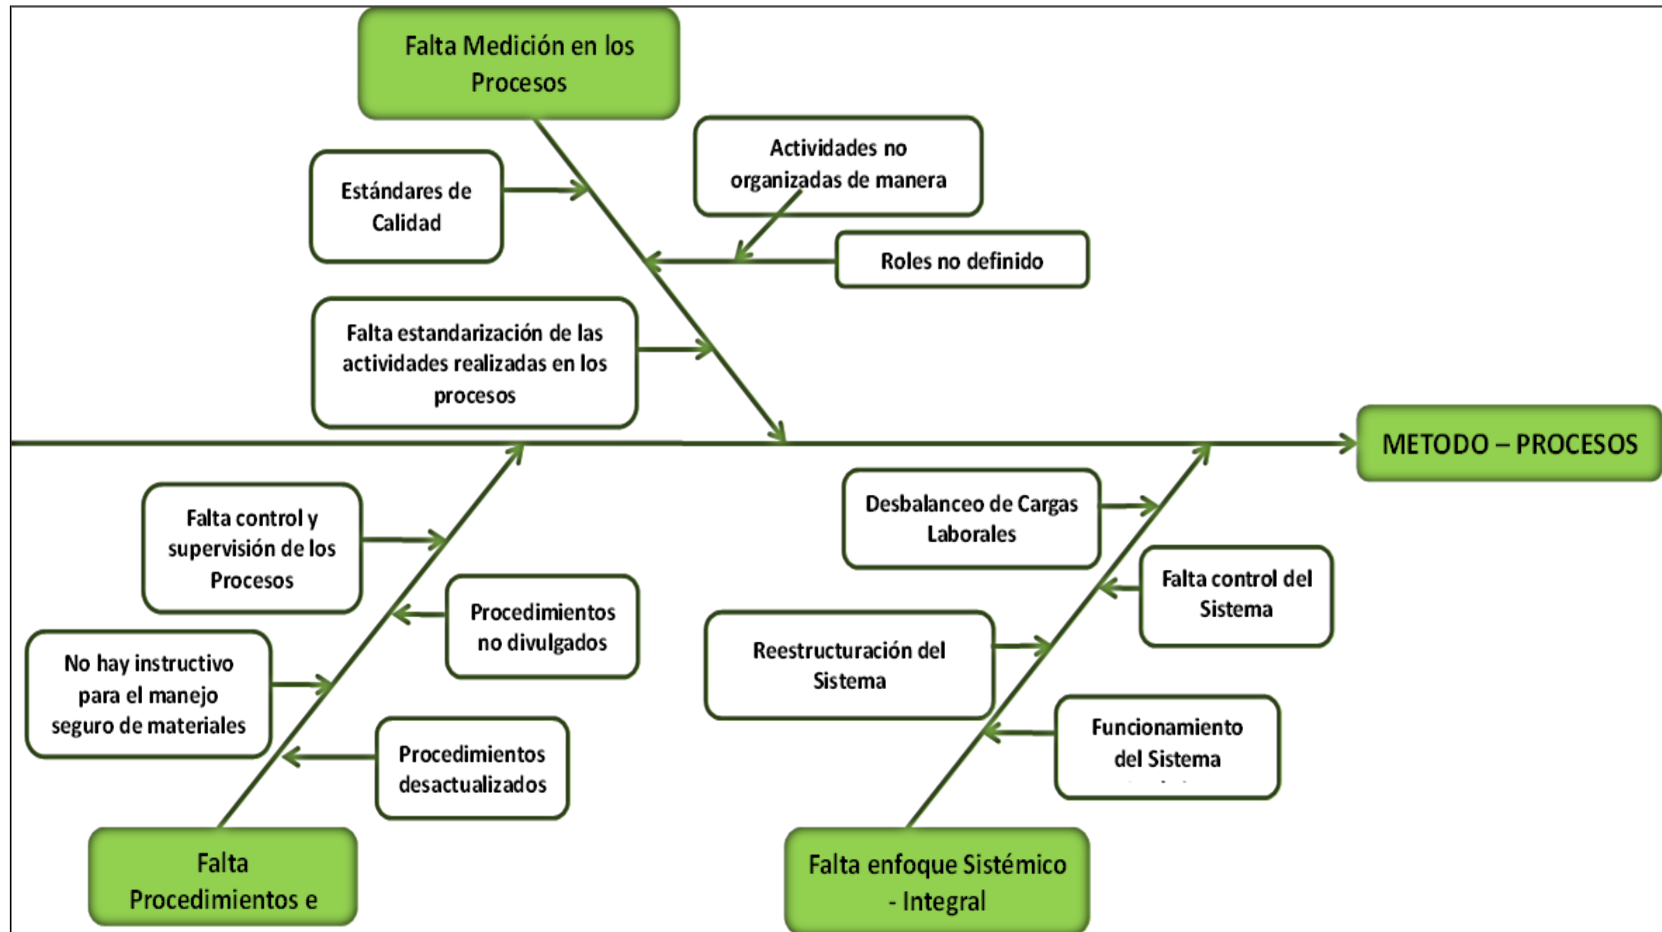 Falta Medición en los
Procesos
Actividades no
organizadas de manera
Estándares de
Calidad
Roles no definido
Falta estandarización de las
actividades realizadas en los
procesos
METODO – PROCESOS
Falta control y
supervisión de los
Procesos
Desbalanceo de Cargas
Laborales
Procedimientos
no divulgados
Falta control del
Sistema
No hay instructivo
para el manejo
seguro de materiales
Reestructuración del
Sistema
Procedimientos
desactualizados
Funcionamiento
del Sistema
Falta
Procedimientos e
Falta enfoque Sistémico
- Integral